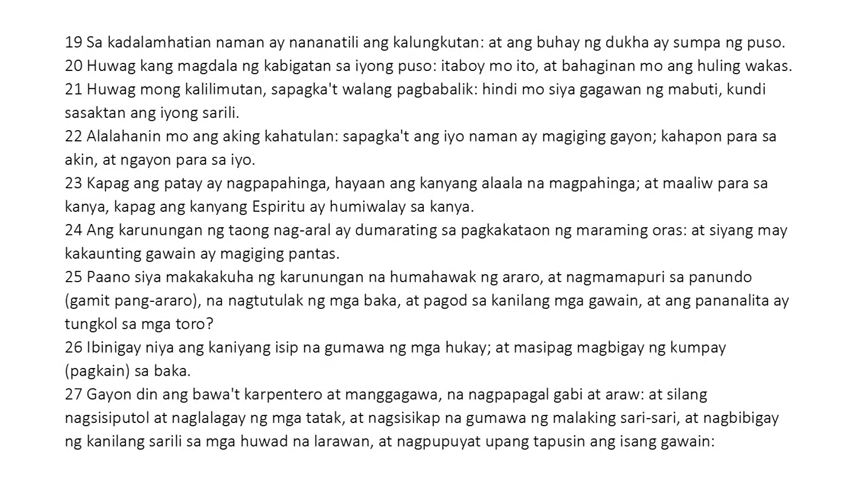 19 Sa kadalamhatian naman ay nananatili ang kalungkutan: at ang buhay ng dukha ay sumpa ng puso.
20 Huwag kang magdala ng kabigatan sa iyong puso: itaboy mo ito, at bahaginan mo ang huling wakas.
21 Huwag mong kalilimutan, sapagka't walang pagbabalik: hindi mo siya gagawan ng mabuti, kundi
sasaktan ang iyong sarili.
22 Alalahanin mo ang aking kahatulan: sapagka't ang iyo naman ay magiging gayon; kahapon para sa
akin, at ngayon para sa iyo.
23 Kapag ang patay ay nagpapahinga, hayaan ang kanyang alaala na magpahinga; at maaliw para sa
kanya, kapag ang kanyang Espiritu ay humiwalay sa kanya.
24 Ang karunungan ng taong nag-aral ay dumarating sa pagkakataon ng maraming oras: at siyang may
kakaunting gawain ay magiging pantas.
25 Paano siya makakakuha ng karunungan na humahawak ng araro, at nagmamapuri sa panundo
(gamit pang-araro), na nagtutulak ng mga baka, at pagod sa kanilang mga gawain, at ang pananalita ay
tungkol sa mga toro?
26 Ibinigay niya ang kaniyang isip na gumawa ng mga hukay; at masipag magbigay ng kumpay
(pagkain) sa baka.
27 Gayon din ang bawa't karpentero at manggagawa, na nagpapagal gabi at araw: at silang
nagsisiputol at naglalagay ng mga tatak, at nagsisikap na gumawa ng malaking sari-sari, at nagbibigay
ng kanilang sarili sa mga huwad na larawan, at nagpupuyat upang tapusin ang isang gawain: